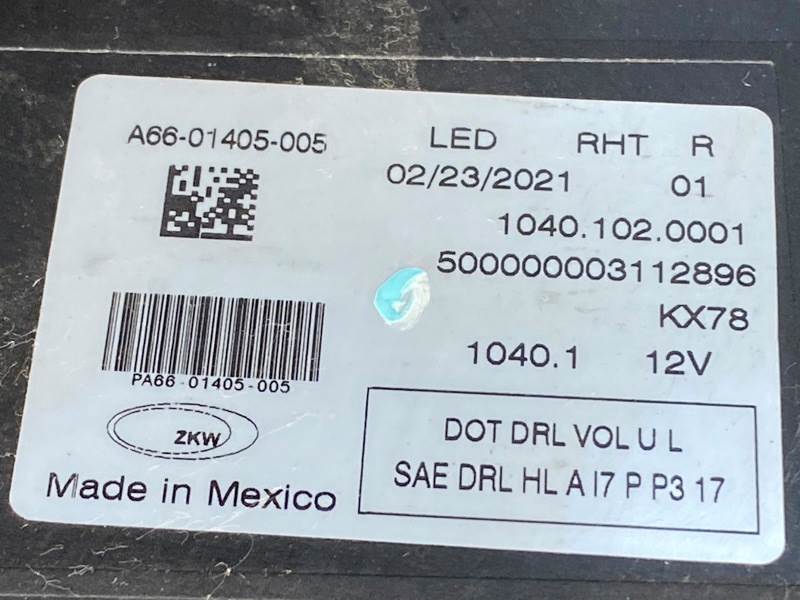 A66-01405-005
LED RHT R
02/23/2021 01
1040.102.0001
500000003112896
KX78
1040.1 12V
PA66-01405-005
ZKW
Made in Mexico
DOT DRL VOL U L
SAE DRL HL A I7 P P3 17